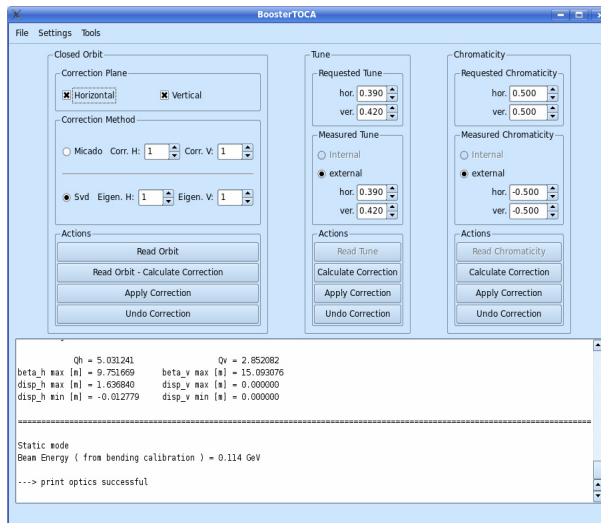 BoosterTOCA
File Settings Tools
Closed Orbit
Correction Plane
Horizontal Vertical
Correction Method
Micado Corr. H: 1 Corr. V: 1
Svd Eigen. H: 1 Eigen. V: 1
Actions
Read Orbit
Read Orbit - Calculate Correction
Apply Correction
Undo Correction
Tune
Requested Tune
hor. 0.390
ver. 0.420
Measured Tune
Internal
external
hor. 0.390
ver. 0.420
Actions
Read Tune
Calculate Correction
Apply Correction
Undo Correction
Chromaticity
Requested Chromaticity
hor. 0.500
ver. 0.500
Measured Chromaticity
Internal
external
hor. -0.500
ver. -0.500
Actions
Read Chromaticity
Calculate Correction
Apply Correction
Undo Correction
Qh = 5.031241 Qv = 2.852082
beta_h max [m] = 9.751669 beta_v max [m] = 15.093076
disp_h max [m] = 1.636840 disp_v max [m] = 0.000000
disp_h min [m] = -0.012779 disp_v min [m] = 0.000000
Static mode
Beam Energy ( from bending calibration ) = 0.114 GeV
---> print optics successful